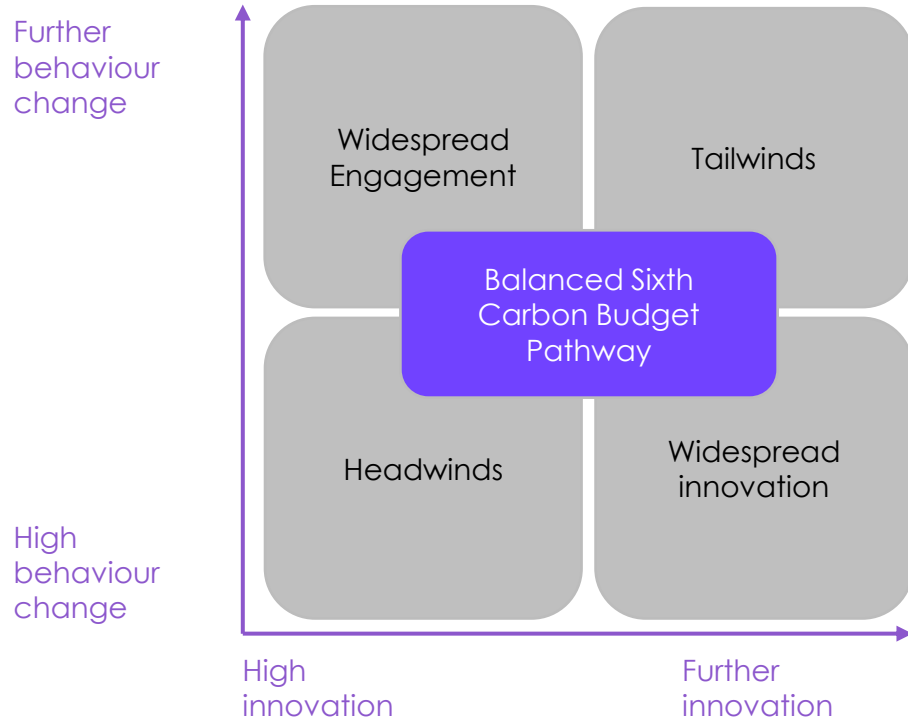 Further
behaviour
change
Widespread
Engagement
Tailwinds
Balanced Sixth
Carbon Budget
Pathway
Headwinds
Widespread
innovation
High
behaviour
change
High
innovation
Further
innovation